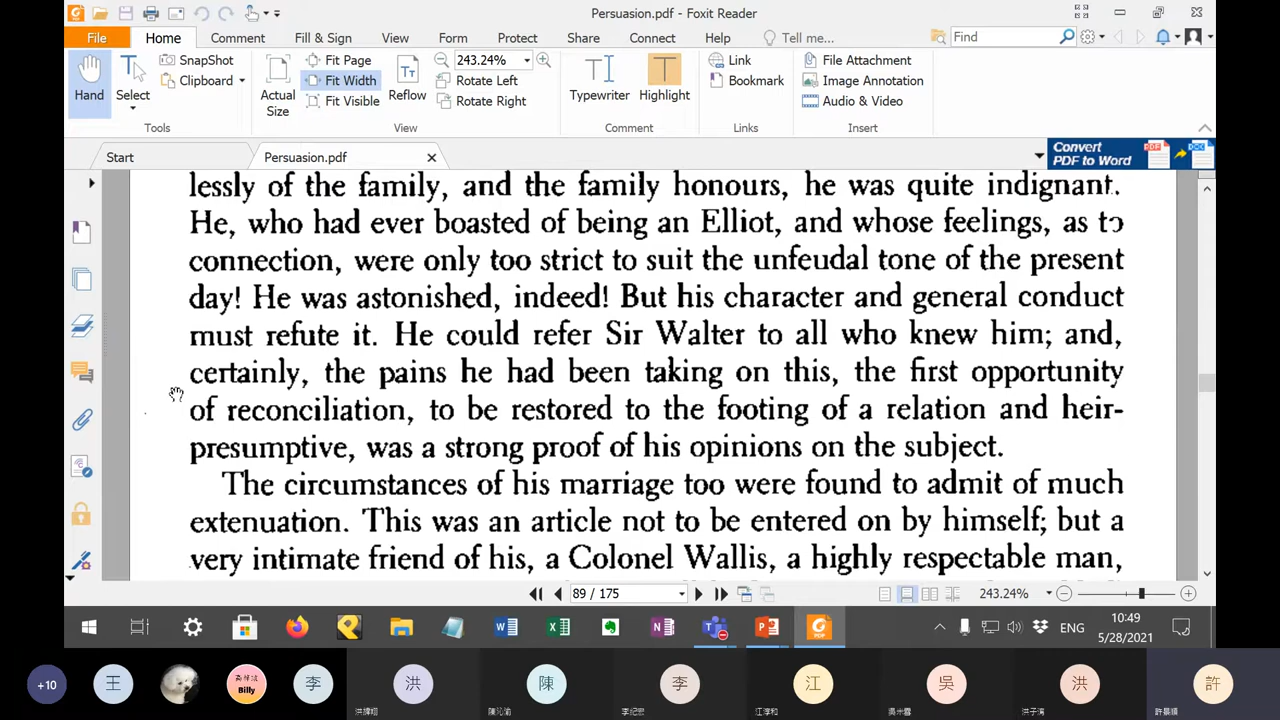 Persuasion.pdf - Foxit Reader
File Home Comment Fill & Sign View Form Protect Share Connect Help Tell me... Find
Hand Select SnapShot Clipboard Actual Size Fit Page Fit Width Fit Visible Reflow 243.24% Rotate Left Rotate Right Typewriter Highlight Link Bookmark File Attachment Image Annotation Audio & Video
Tools View Comment Links Insert
Start Persuasion.pdf Convert PDF to Word PDF DOC
lessly of the family, and the family honours, he was quite indignant.
He, who had ever boasted of being an Elliot, and whose feelings, as to
connection, were only too strict to suit the unfeudal tone of the present
day! He was astonished, indeed! But his character and general conduct
must refute it. He could refer Sir Walter to all who knew him; and,
certainly, the pains he had been taking on this, the first opportunity
of reconciliation, to be restored to the footing of a relation and heir-
presumptive, was a strong proof of his opinions on the subject.
The circumstances of his marriage too were found to admit of much
extenuation. This was an article not to be entered on by himself; but a
very intimate friend of his, a Colonel Wallis, a highly respectable man,
89 / 175 243.24%
ENG 10:49
5/28/2021
+10 王 Billy 李 洪 陳 李 江 吳 洪 許
江淳和